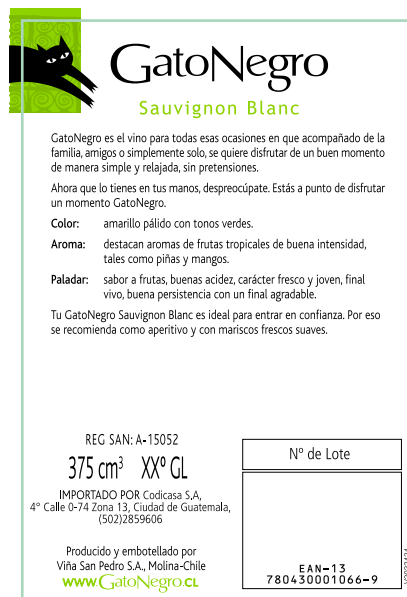 GatoNegro
Sauvignon Blanc
GatoNegro es el vino para todas esas ocasiones en que acompañado de la
familia, amigos o simplemente solo, se quiere disfrutar de un buen momento
de manera simple y relajada, sin pretensiones.
Ahora que lo tienes en tus manos, despreocúpate. Estás a punto de disfrutar
un momento GatoNegro.
Color: amarillo pálido con tonos verdes.
Aroma: destacan aromas de frutas tropicales de buena intensidad,
tales como piñas y mangos.
Paladar: sabor a frutas, buenas acidez, carácter fresco y joven, final
vivo, buena persistencia con un final agradable.
Tu GatoNegro Sauvignon Blanc es ideal para entrar en confianza. Por eso
se recomienda como aperitivo y con mariscos frescos suaves.
REG SAN: A-15052
375 cm³ XXº GL
IMPORTADO POR Codicasa S,A,
4° Calle 0-74 Zona 13, Ciudad de Guatemala,
(502)2859606
Producido y embotellado por
Viña San Pedro S.A., Molina-Chile
www.GatoNegro.CL
Nº de Lote
EAN-13
780430001066-9